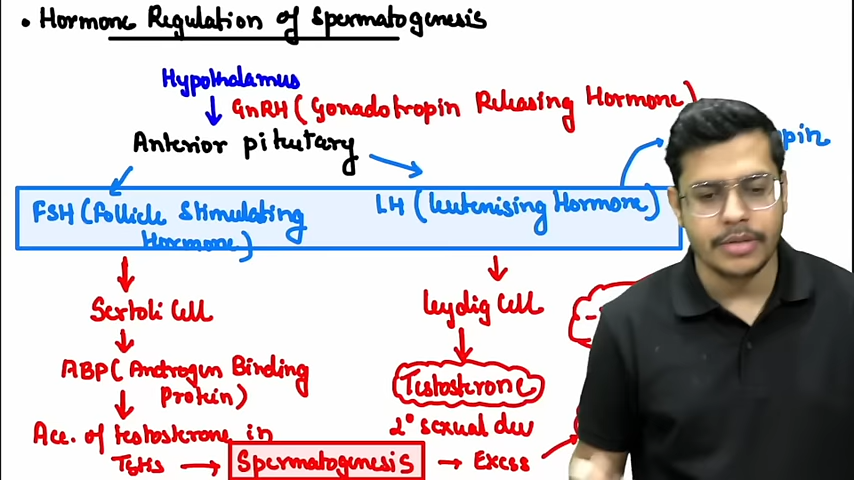 • Hormone Regulation of Spermatogenesis
Hypothalamus
GnRH (Gonadotropin Releasing Hormone)
Anterior pitutary
pin
FSH (Follicle Stimulating
Hormone)
LH (Leutenising Hormone)
Sertoli Cell
Leydig Cell
ABP (Androgen Binding
Protein)
Testosterone
Acc. of testosterone in
Testis
2° sexual dev
Spermatogenesis
Excess